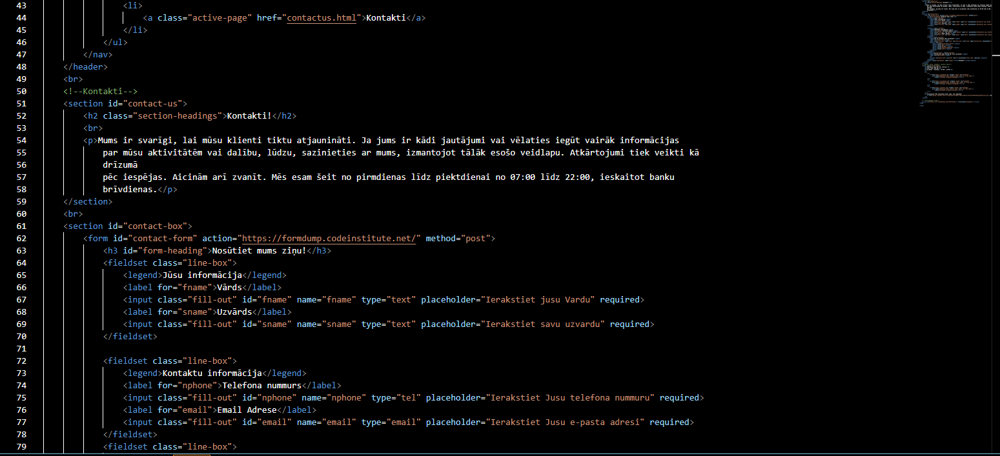 43 <li>
44 <a class="active-page" href="contactus.html">Kontakti</a>
45 </li>
46 </ul>
47 </nav>
48 </header>
49 <br>
50 <!--Kontakti-->
51 <section id="contact-us">
52 <h2 class="section-headings">Kontakti!</h2>
53 <br>
54 <p>Mums ir svarīgi, lai mūsu klienti tiktu atjaunināti. Ja jums ir kādi jautājumi vai vēlaties iegūt vairāk informācijas
55 par mūsu aktivitātēm vai dalību, lūdzu, sazinieties ar mums, izmantojot tālāk esošo veidlapu. Atkārtojumi tiek veikti kā
56 drīzumā
57 pēc iespējas. Aicinām arī zvanīt. Mēs esam šeit no pirmdienas līdz piektdienai no 07:00 līdz 22:00, ieskaitot banku
58 brīvdienas.</p>
59 </section>
60 <br>
61 <section id="contact-box">
62 <form id="contact-form" action="https://formdump.codeinstitute.net/" method="post">
63 <h3 id="form-heading">Nosūtiet mums ziņu!</h3>
64 <fieldset class="line-box">
65 <legend>Jūsu informācija</legend>
66 <label for="fname">Vārds</label>
67 <input class="fill-out" id="fname" name="fname" type="text" placeholder="Ierakstiet jusu Vardu" required>
68 <label for="sname">Uzvārds</label>
69 <input class="fill-out" id="sname" name="sname" type="text" placeholder="Ierakstiet savu uzvardu" required>
70 </fieldset>
71
72 <fieldset class="line-box">
73 <legend>Kontaktu informācija</legend>
74 <label for="nphone">Telefona nummurs</label>
75 <input class="fill-out" id="nphone" name="nphone" type="tel" placeholder="Ierakstiet Jusu telefona nummuru" required>
76 <label for="email">Email Adrese</label>
77 <input class="fill-out" id="email" name="email" type="email" placeholder="Ierakstiet Jusu e-pasta adresi" required>
78 </fieldset>
79 <fieldset class="line-box">